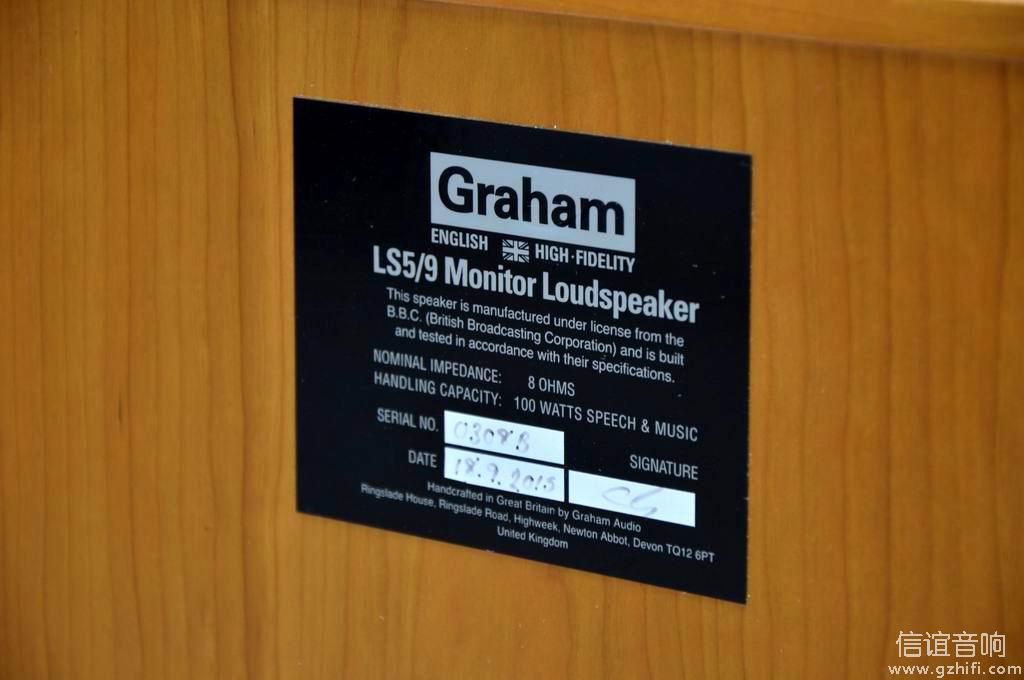 Graham
ENGLISH HIGH·FIDELITY
LS5/9 Monitor Loudspeaker
This speaker is manufactured under license from the
B.B.C. (British Broadcasting Corporation) and is built
and tested in accordance with their specifications.
NOMINAL IMPEDANCE: 8 OHMS
HANDLING CAPACITY: 100 WATTS SPEECH & MUSIC
SERIAL NO. 0308B
SIGNATURE
DATE 18.9.2015
Handcrafted in Great Britain by Graham Audio
Ringslade House, Ringslade Road, Highweek, Newton Abbot, Devon TQ12 6PT
United Kingdom
信谊音响
www.gzhifi.com